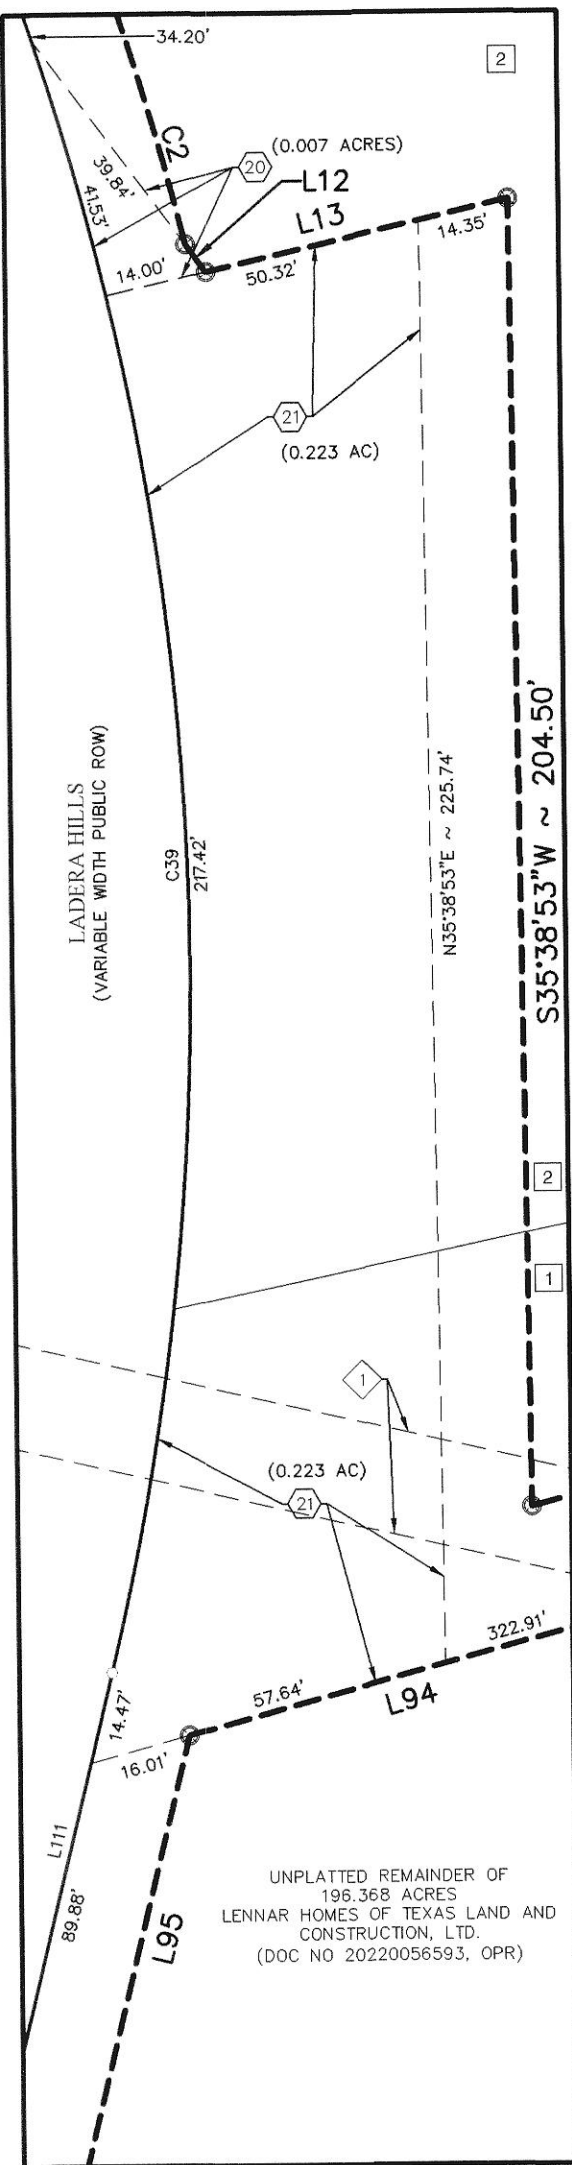 34.20'
2
C2
39.84'
20
(0.007 ACRES)
L12
41.53'
L13
14.35'
14.00'
50.32'
21
(0.223 AC)
LADERA HILLS
(VARIABLE WIDTH PUBLIC ROW)
C39
217.42'
N35°38'53"E ~ 225.74'
S35°38'53"W ~ 204.50'
2
1
1
(0.223 AC)
21
322.91'
57.64'
L94
14.47'
16.01'
L111
89.88'
L95
UNPLATTED REMAINDER OF
196.368 ACRES
LENNAR HOMES OF TEXAS LAND AND
CONSTRUCTION, LTD.
(DOC NO 20220056593, OPR)